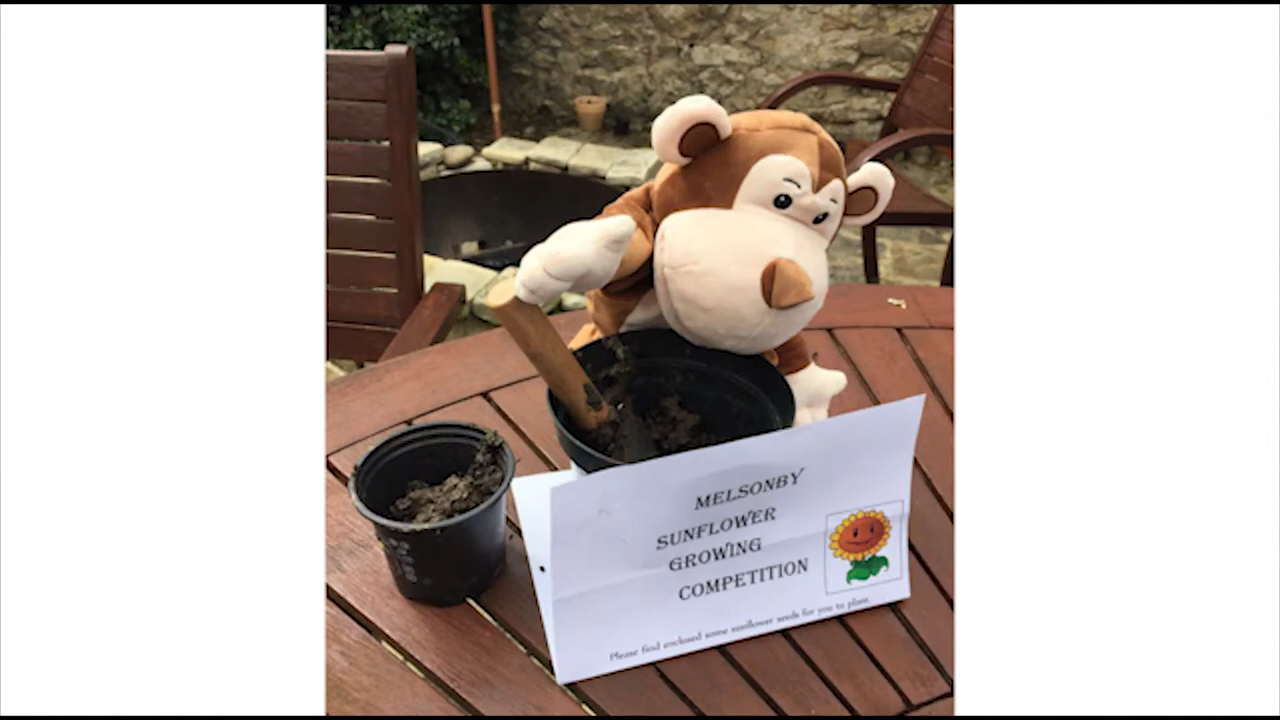 MELSONBY
SUNFLOWER
GROWING
COMPETITION
Please find enclosed some sunflower seeds for you to plant.